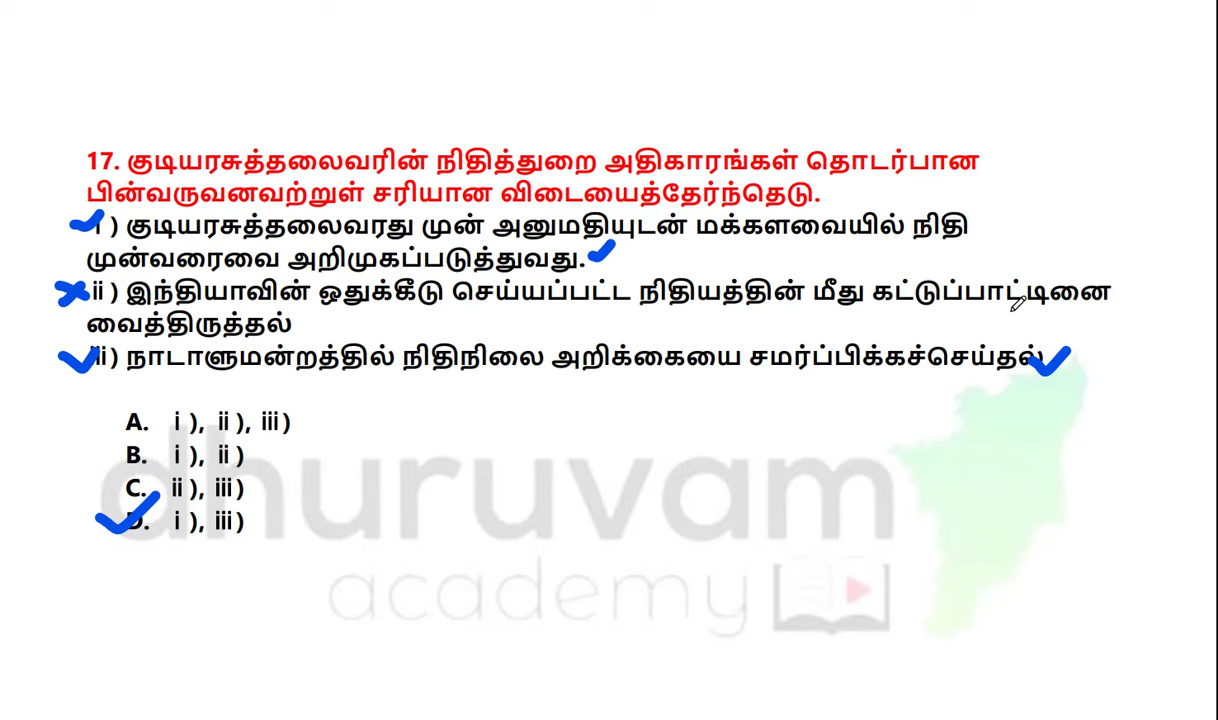 17. குடியரசுத்தலைவரின் நிதித்துறை அதிகாரங்கள் தொடர்பான
பின்வருவனவற்றுள் சரியான விடையைத்தேர்ந்தெடு.
i ) குடியரசுத்தலைவரது முன் அனுமதியுடன் மக்களவையில் நிதி
முன்வரைவை அறிமுகப்படுத்துவது.
ii ) இந்தியாவின் ஒதுக்கீடு செய்யப்பட்ட நிதியத்தின் மீது கட்டுப்பாட்டினை
வைத்திருத்தல்
iii ) நாடாளுமன்றத்தில் நிதிநிலை அறிக்கையை சமர்ப்பிக்கச்செய்தல்
A. i ), ii ), iii )
B. i ), ii )
C. ii ), iii )
D. i ), iii )
dhuruvam
academy